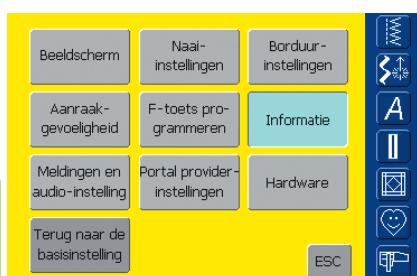 Beeldscherm
Naai-
instellingen
Borduur-
instellingen
Aanraak-
gevoeligheid
F-toets pro-
grammeren
Informatie
Meldingen en
audio-instelling
Portal provider-
instellingen
Hardware
Terug naar de
basisinstelling
ESC
A